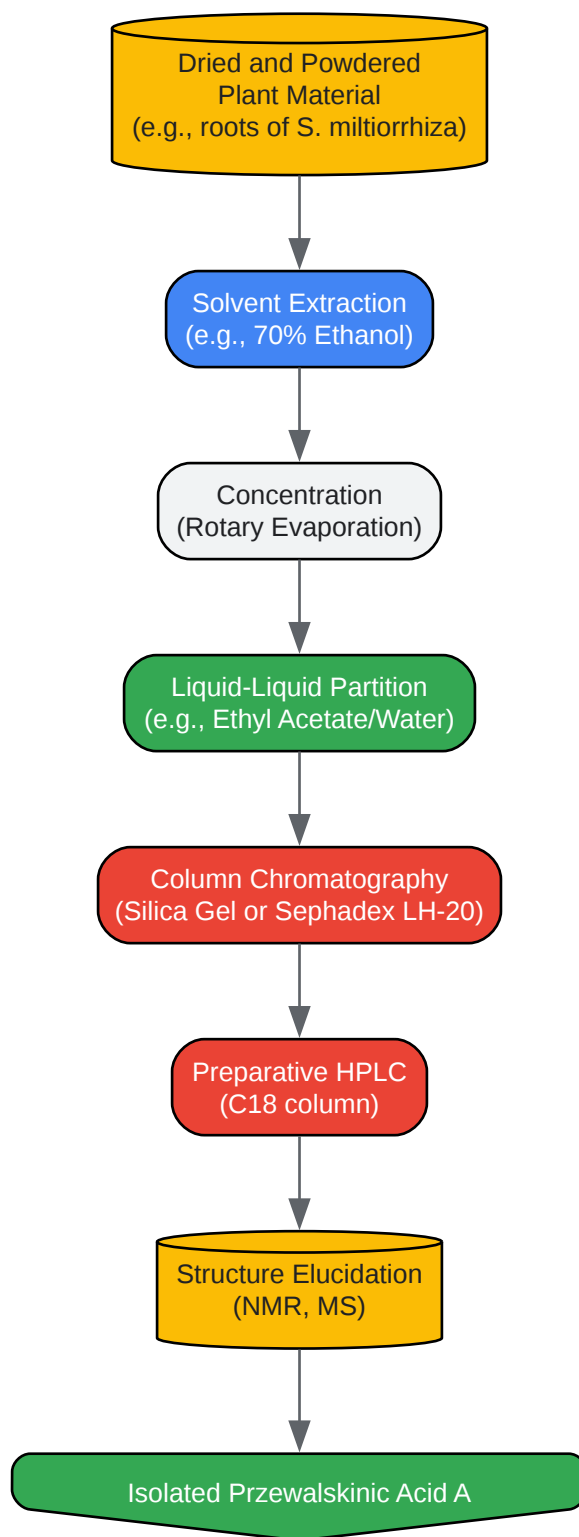 Dried and Powdered
Plant Material
(e.g., roots of S. miltiorrhiza)
Solvent Extraction
(e.g., 70% Ethanol)
Concentration
(Rotary Evaporation)
Liquid-Liquid Partition
(e.g., Ethyl Acetate/Water)
Column Chromatography
(Silica Gel or Sephadex LH-20)
Preparative HPLC
(C18 column)
Structure Elucidation
(NMR, MS)
Isolated Przewalskinic Acid A